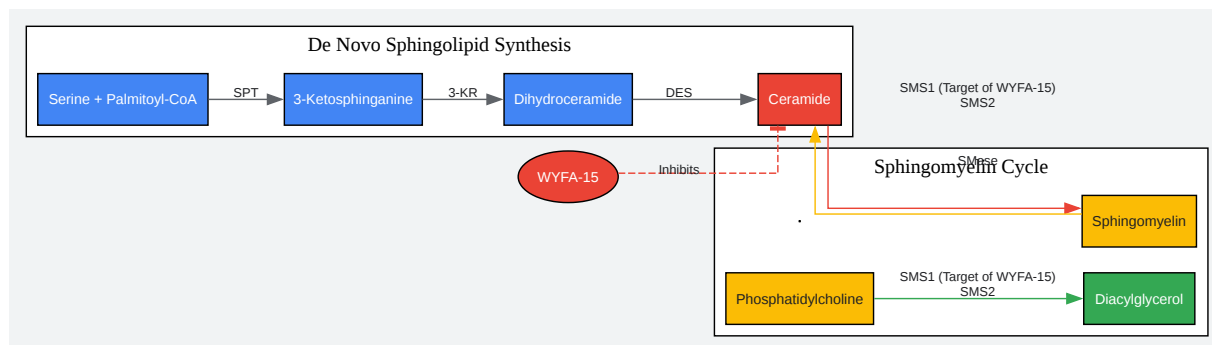 De Novo Sphingolipid Synthesis
Serine + Palmitoyl-CoA
SPT
3-Ketosphinganine
3-KR
Dihydroceramide
DES
Ceramide
SMS1 (Target of WYFA-15)
SMS2
WYFA-15
Inhibits
SMase
Sphingomyelin Cycle
Sphingomyelin
Phosphatidylcholine
SMS1 (Target of WYFA-15)
SMS2
Diacylglycerol